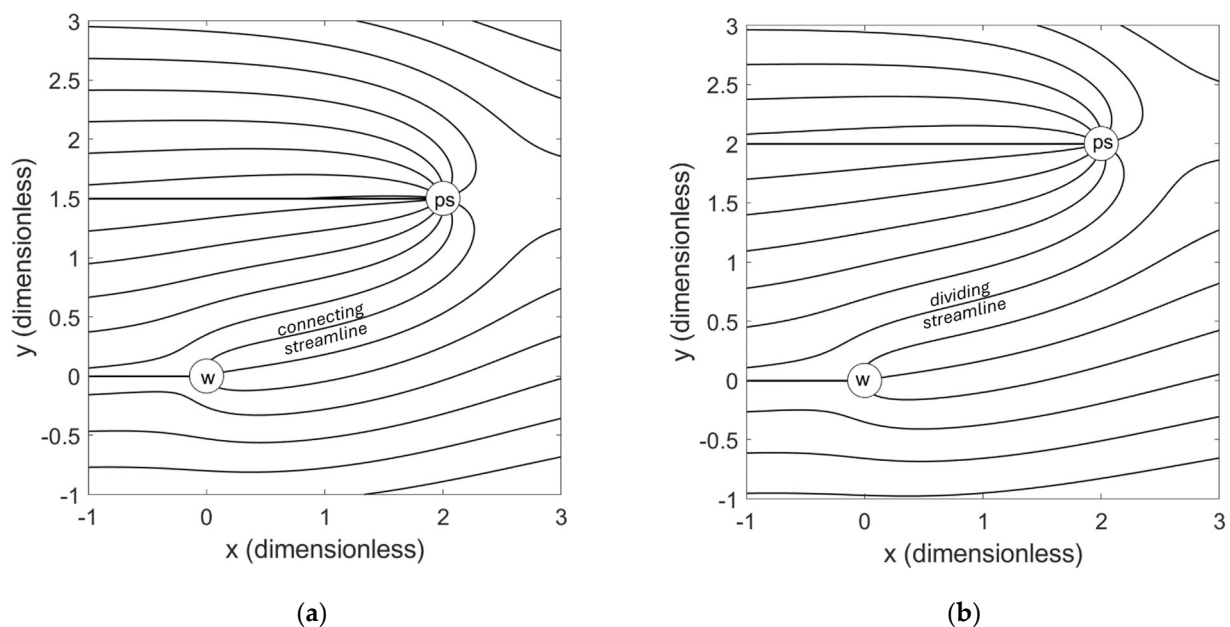 3
2.5
2
1.5
1
0.5
0
-0.5
-1
y (dimensionless)
ps
connecting
streamline
w
-1 0 1 2 3
x (dimensionless)
(a)
3
2.5
2
1.5
1
0.5
0
-0.5
-1
y (dimensionless)
ps
dividing
streamline
w
-1 0 1 2 3
x (dimensionless)
(b)